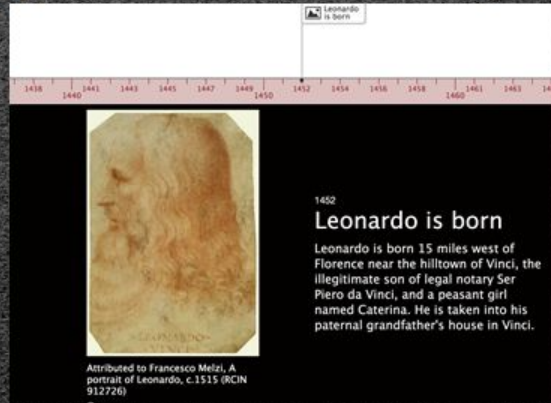 Leonardo
is born
1438 1441 1443 1445 1447 1449 1452 1454 1456 1458 1461 1463
1440 1450 1460
1452
Leonardo is born
Leonardo is born 15 miles west of
Florence near the hilltown of Vinci, the
illegitimate son of legal notary Ser
Piero da Vinci, and a peasant girl
named Caterina. He is taken into his
paternal grandfather's house in Vinci.
LEONARDO
VINCI
Attributed to Francesco Melzi, A
portrait of Leonardo, c.1515 (RCIN
912726)